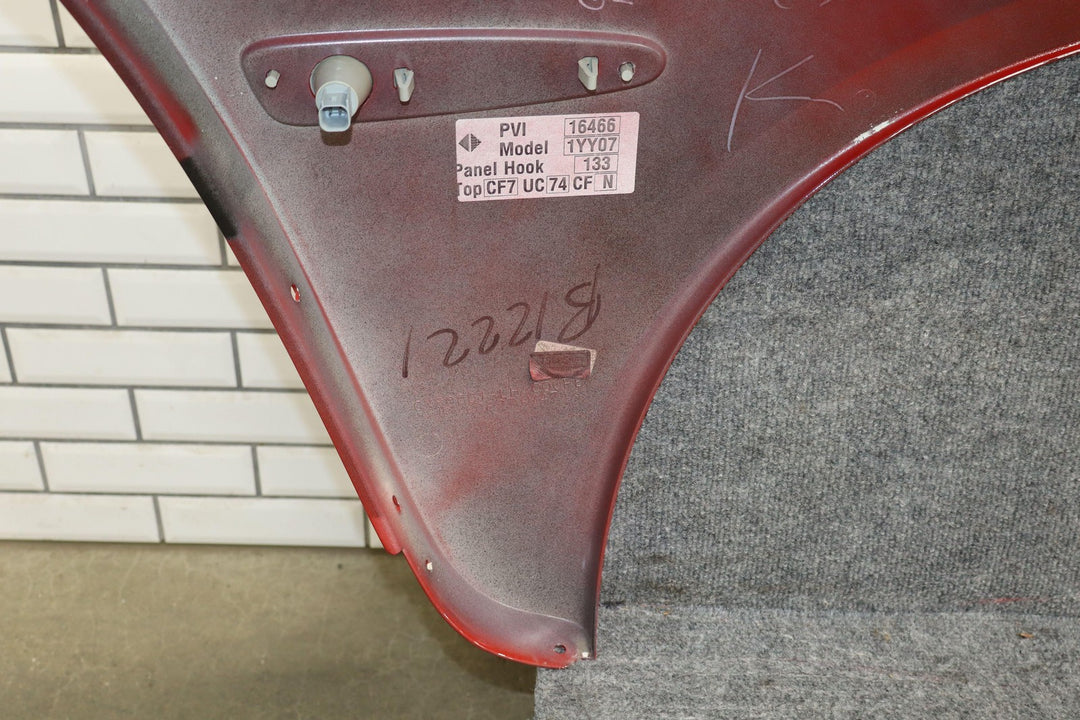 K
PVI 16466
Model 1YY07
Panel Hook 133
Top CF7 UC 74 CF N
B12221